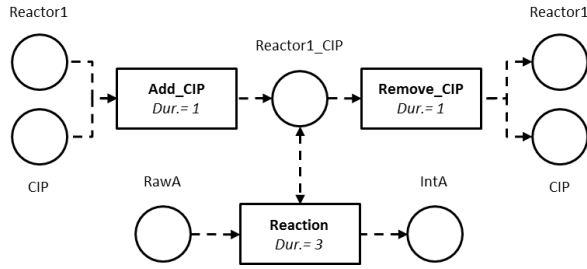 Reactor1
Reactor1
Reactor1_CIP
Add_CIP
Dur.= 1
Remove_CIP
Dur.= 1
CIP
CIP
RawA
IntA
Reaction
Dur.= 3